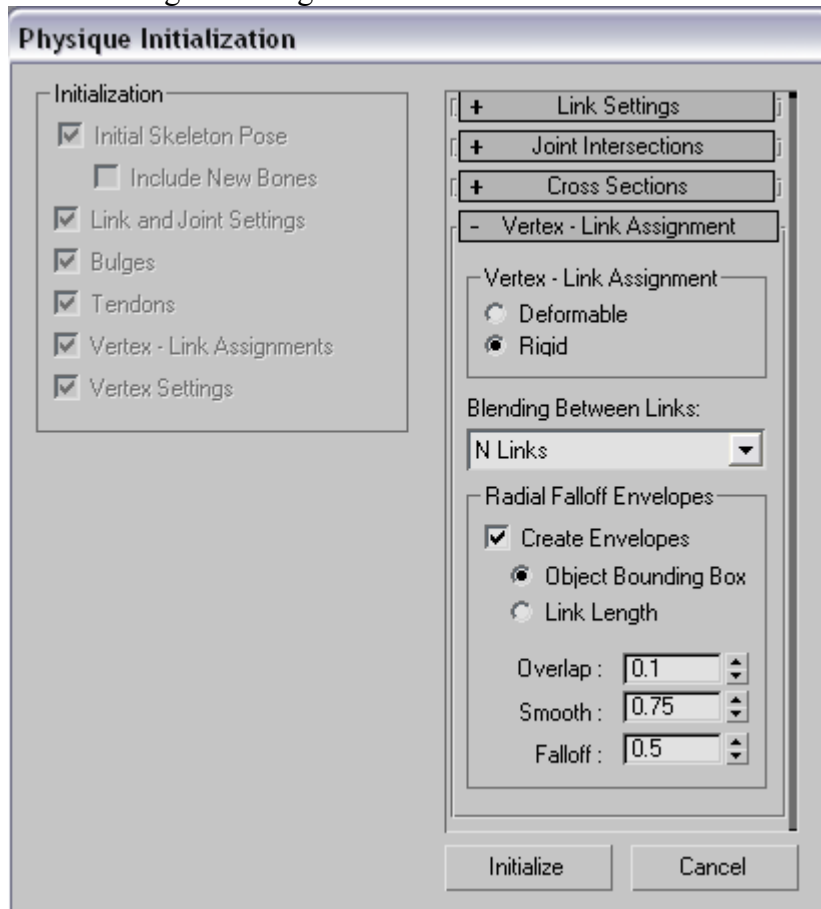 Physique Initialization
Initialization
Initial Skeleton Pose
Include New Bones
Link and Joint Settings
Bulges
Tendons
Vertex - Link Assignments
Vertex Settings
+ Link Settings
+ Joint Intersections
+ Cross Sections
- Vertex - Link Assignment
Vertex - Link Assignment
Deformable
Rigid
Blending Between Links:
N Links
Radial Falloff Envelopes
Create Envelopes
Object Bounding Box
Link Length
Overlap : 0.1
Smooth : 0.75
Falloff : 0.5
Initialize Cancel